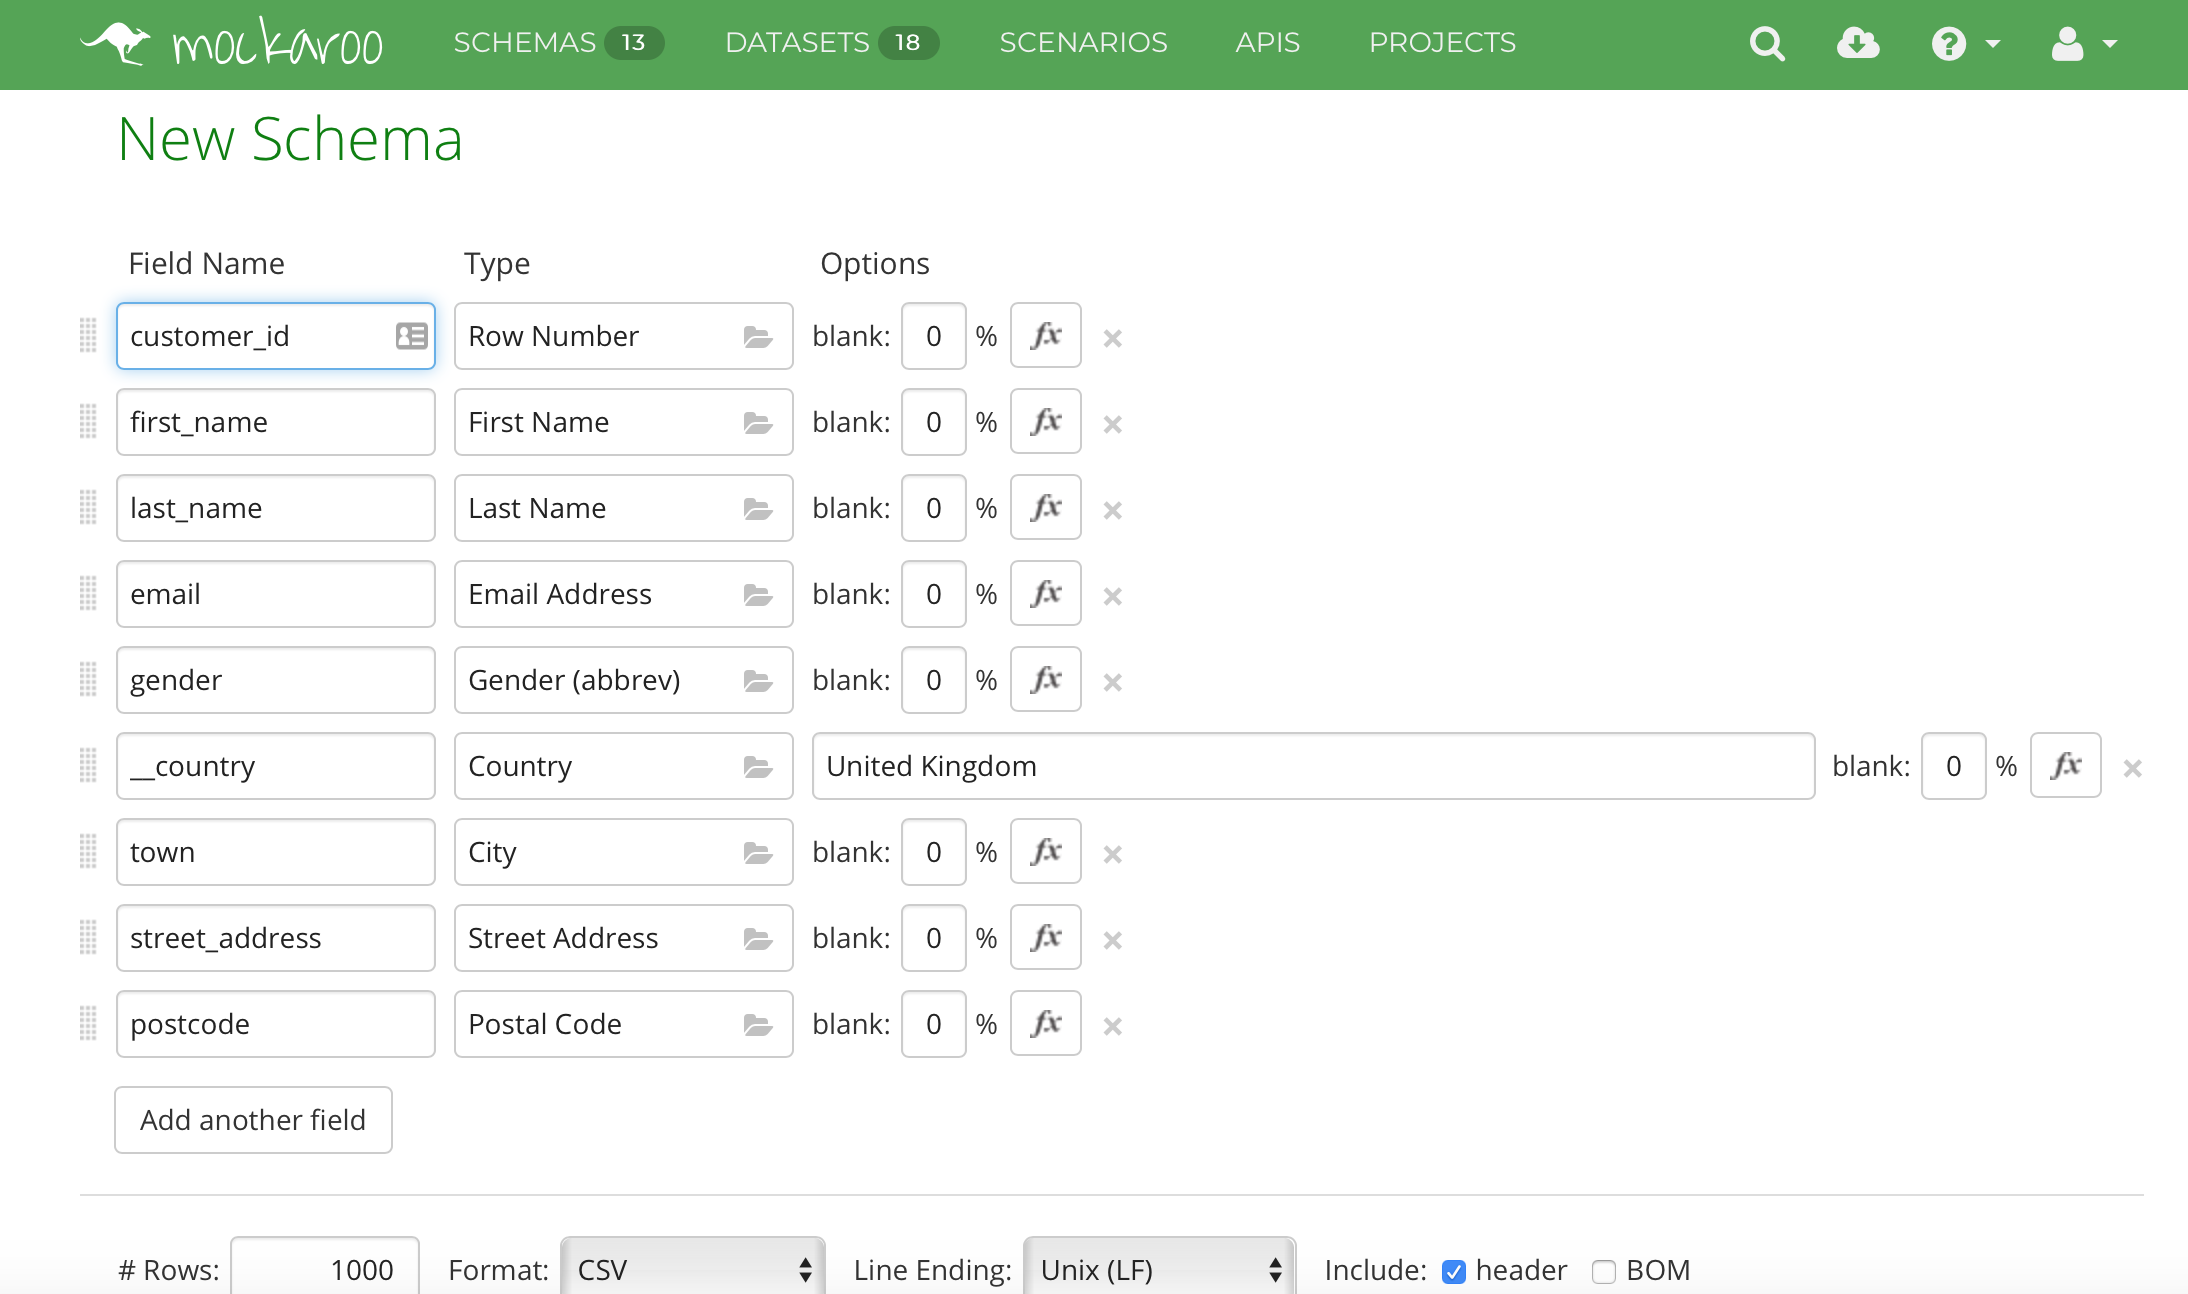 mockaroo SCHEMAS 13 DATASETS 18 SCENARIOS APIS PROJECTS ?
New Schema
Field Name Type Options
customer_id Row Number blank: 0 % fx ×
first_name First Name blank: 0 % fx ×
last_name Last Name blank: 0 % fx ×
email Email Address blank: 0 % fx ×
gender Gender (abbrev) blank: 0 % fx ×
__country Country United Kingdom blank: 0 % fx ×
town City blank: 0 % fx ×
street_address Street Address blank: 0 % fx ×
postcode Postal Code blank: 0 % fx ×
Add another field
# Rows: 1000 Format: CSV Line Ending: Unix (LF) Include: header BOM